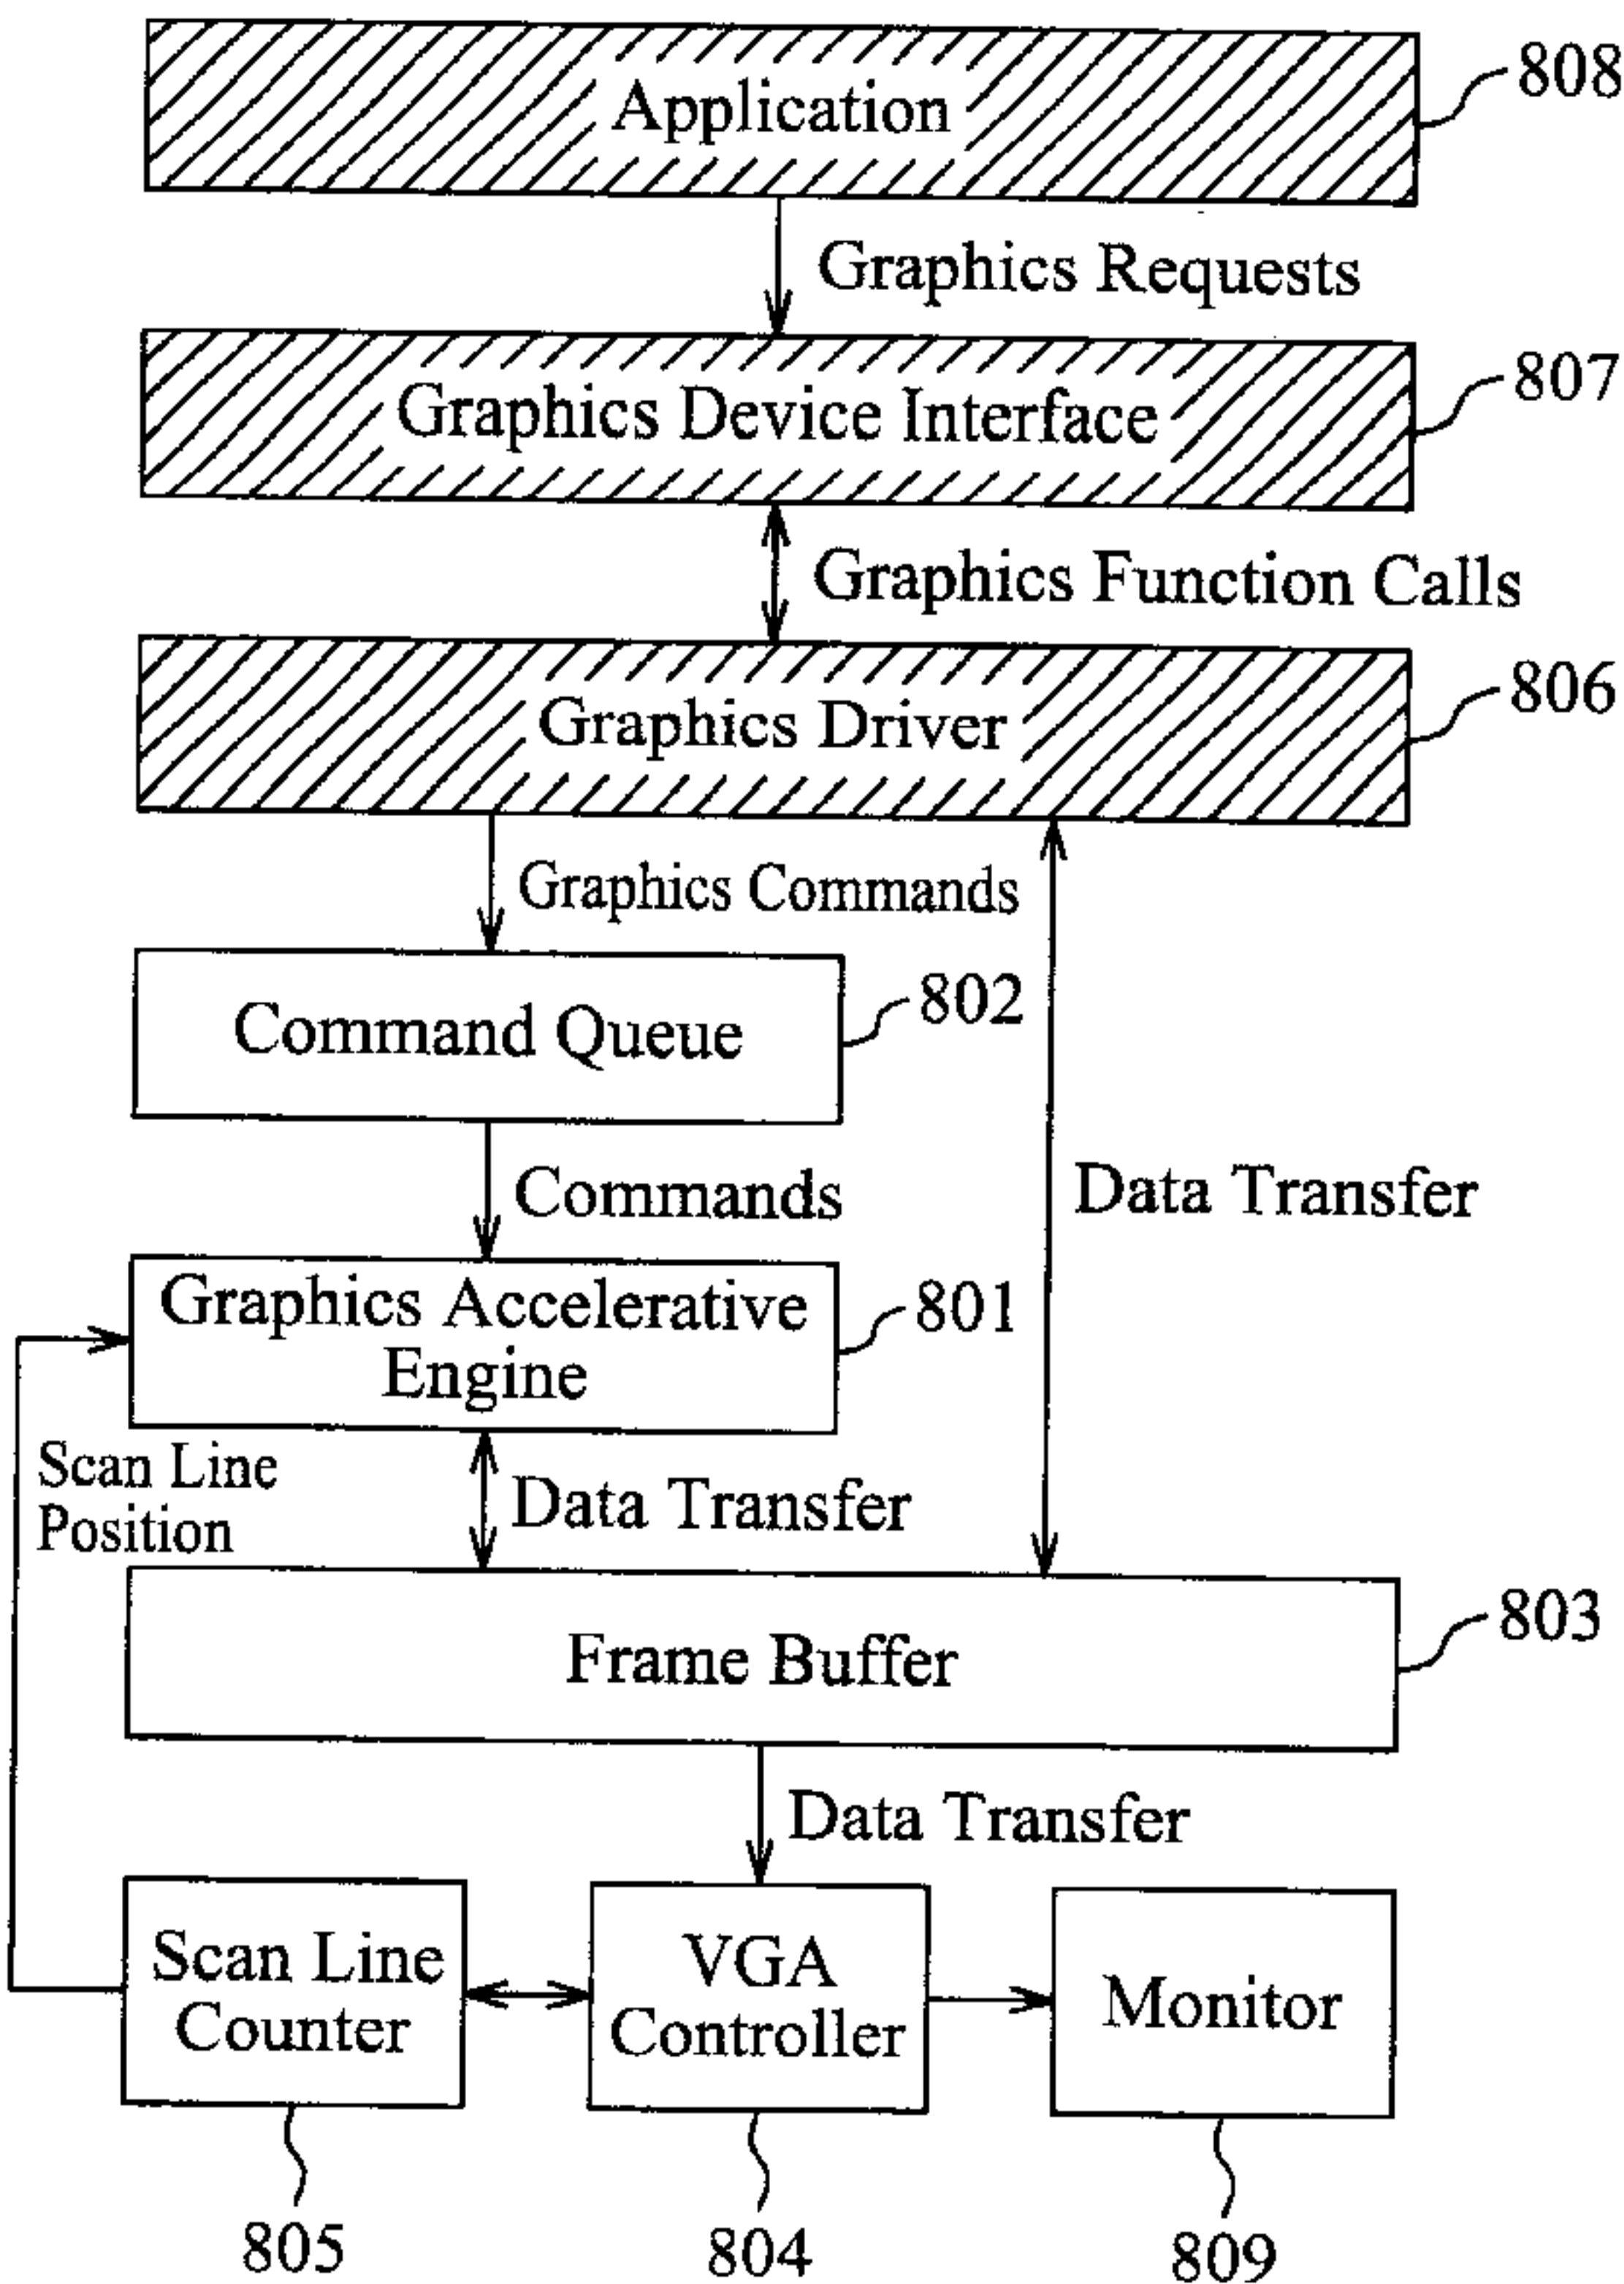 Application
808
Graphics Requests
Graphics Device Interface
807
Graphics Function Calls
Graphics Driver
806
Graphics Commands
Command Queue
802
Commands
Data Transfer
Graphics Accelerative
Engine
801
Scan Line
Position
Data Transfer
Frame Buffer
803
Data Transfer
Scan Line
Counter
VGA
Controller
Monitor
805
804
809